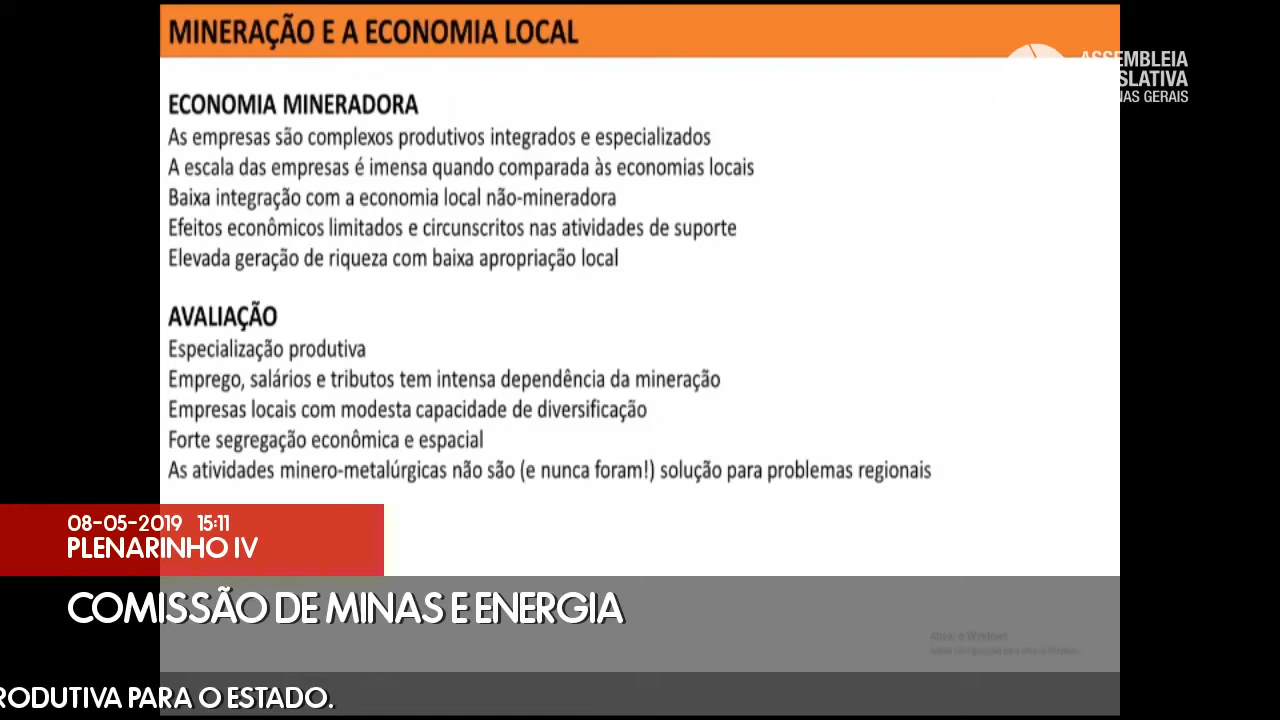 MINERAÇÃO E A ECONOMIA LOCAL
ASSEMBLEIA
ECONOMIA MINERADORA
As empresas são complexos produtivos integrados e especializados
A escala das empresas é imensa quando comparada às economias locais
Baixa integração com a economia local não-mineradora
Efeitos econômicos limitados e circunscritos nas atividades de suporte
Elevada geração de riqueza com baixa apropriação local
AVALIAÇÃO
Especialização produtiva
Emprego, salários e tributos tem intensa dependência da mineração
Empresas locais com modesta capacidade de diversificação
Forte segregação econômica e espacial
As atividades minero-metalúrgicas não são (e nunca foram!) solução para problemas regionais
08-05-2019 15:11
PLENARINHO IV
COMISSÃO DE MINAS E ENERGIA
Ativar o Windows
RODUTIVA PARA O ESTADO.
ISLATIVA
NAS GERAIS